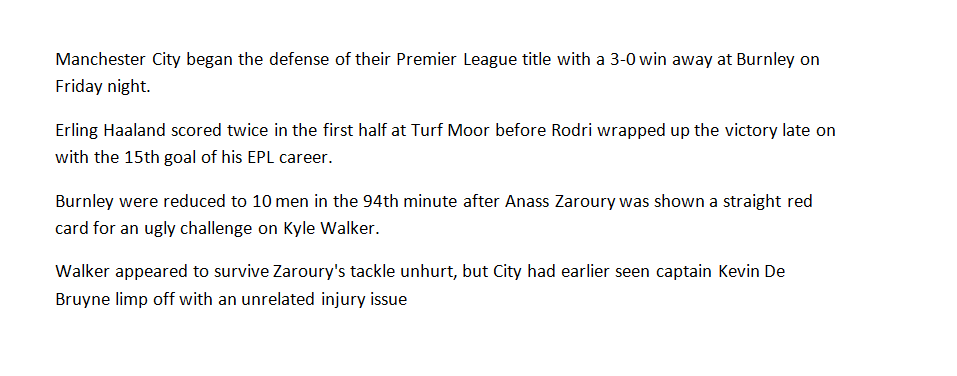 Manchester City began the defense of their Premier League title with a 3-0 win away at Burnley on
Friday night.
Erling Haaland scored twice in the first half at Turf Moor before Rodri wrapped up the victory late on
with the 15th goal of his EPL career.
Burnley were reduced to 10 men in the 94th minute after Anass Zaroury was shown a straight red
card for an ugly challenge on Kyle Walker.
Walker appeared to survive Zaroury's tackle unhurt, but City had earlier seen captain Kevin De
Bruyne limp off with an unrelated injury issue